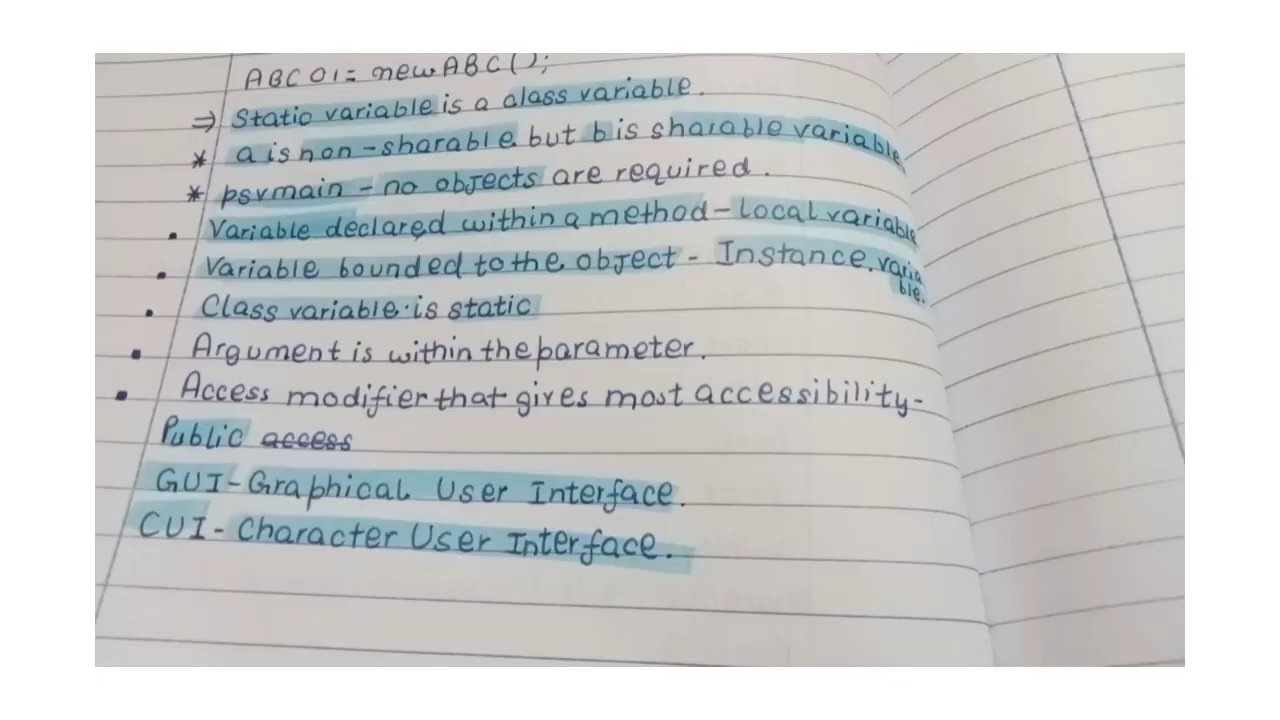 ABC O1 = new ABC();
⇒ Static variable is a class variable.
* a is non-sharable but b is sharable variable
* psvmain - no objects are required.
. Variable declared within a method - Local variable
. Variable bounded to the object - Instance varia
ble.
. Class variable is static
. Argument is within the parameter.
. Access modifier that gives most accessibility -
Public access
GUI - Graphical User Interface.
CUI - Character User Interface.